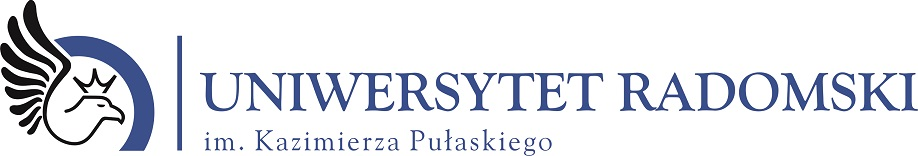 UNIWERSYTET RADOMSKI
im. Kazimierza Pułaskiego